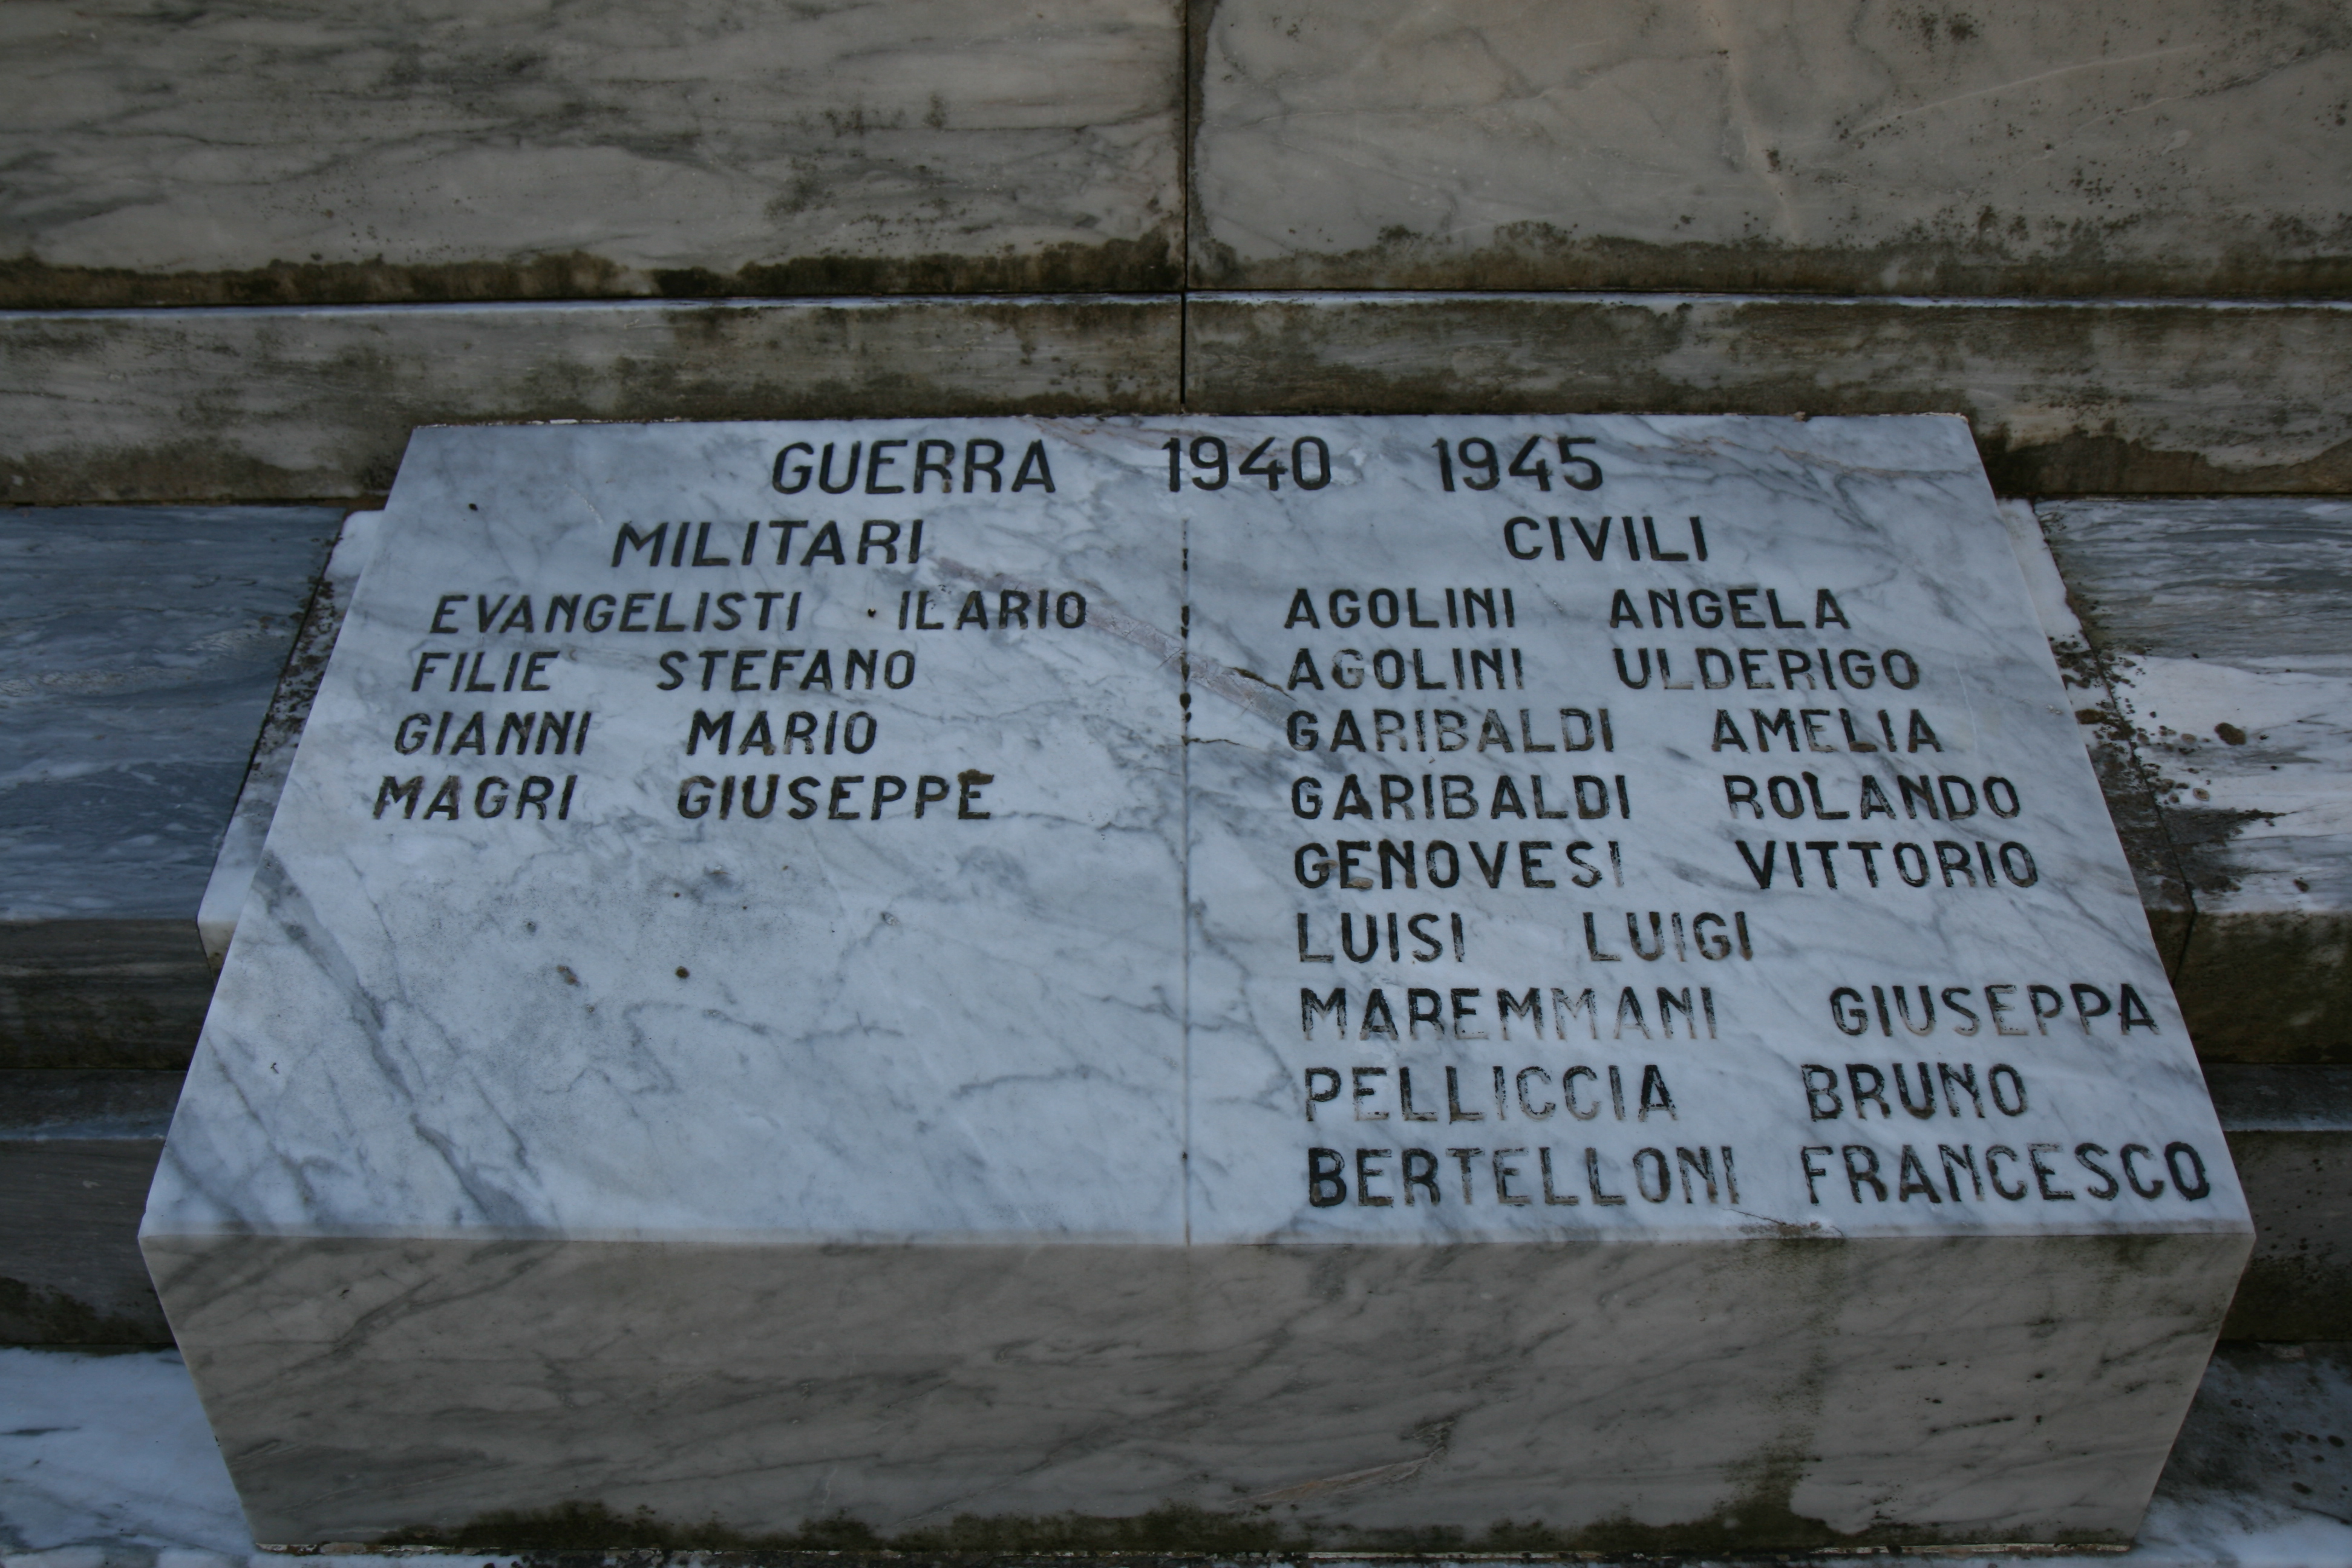 GUERRA 1940 1945
MILITARI
EVANGELISTI ILARIO
FILIE STEFANO
GIANNI MARIO
MAGRI GIUSEPPE
CIVILI
AGOLINI ANGELA
AGOLINI ULDERIGO
GARIBALDI AMELIA
GARIBALDI ROLANDO
GENOVESI VITTORIO
LUISI LUIGI
MAREMMANI GIUSEPPA
PELLICCIA BRUNO
BERTELLONI FRANCESCO